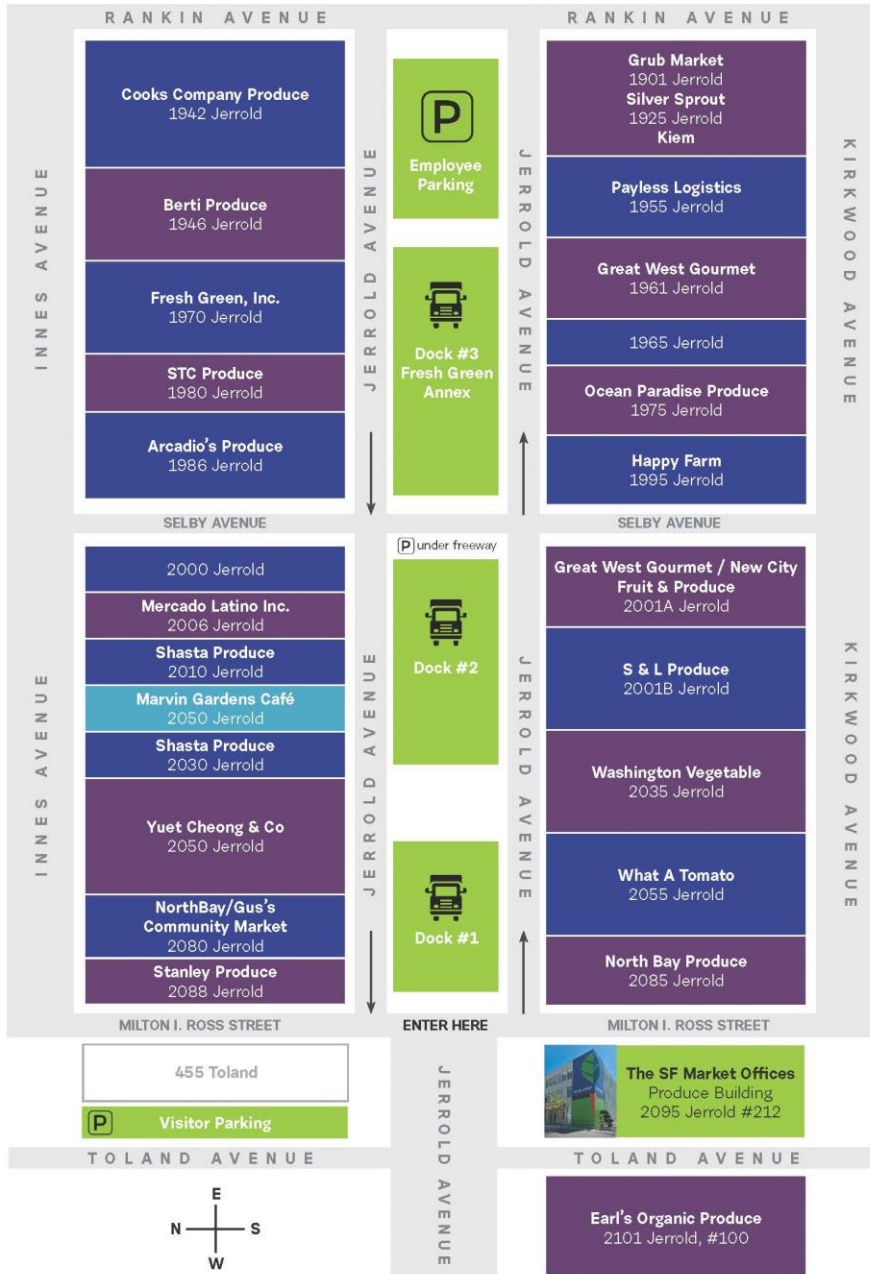 RANKIN AVENUE
RANKIN AVENUE
INNES AVENUE
Cooks Company Produce
1942 Jerrold
Berti Produce
1946 Jerrold
Fresh Green, Inc.
1970 Jerrold
STC Produce
1980 Jerrold
Arcadio's Produce
1986 Jerrold
JERROLD AVENUE
P
Employee
Parking
Dock #3
Fresh Green
Annex
JERROLD AVENUE
Grub Market
1901 Jerrold
Silver Sprout
1925 Jerrold
Kiem
Payless Logistics
1955 Jerrold
Great West Gourmet
1961 Jerrold
1965 Jerrold
Ocean Paradise Produce
1975 Jerrold
Happy Farm
1995 Jerrold
KIRKWOOD AVENUE
SELBY AVENUE
SELBY AVENUE
INNES AVENUE
2000 Jerrold
Mercado Latino Inc.
2006 Jerrold
Shasta Produce
2010 Jerrold
Marvin Gardens Café
2050 Jerrold
Shasta Produce
2030 Jerrold
Yuet Cheong & Co
2050 Jerrold
NorthBay/Gus's
Community Market
2080 Jerrold
Stanley Produce
2088 Jerrold
JERROLD AVENUE
P under freeway
Dock #2
Dock #1
JERROLD AVENUE
Great West Gourmet / New City
Fruit & Produce
2001A Jerrold
S & L Produce
2001B Jerrold
Washington Vegetable
2035 Jerrold
What A Tomato
2055 Jerrold
North Bay Produce
2085 Jerrold
KIRKWOOD AVENUE
MILTON I. ROSS STREET
ENTER HERE
MILTON I. ROSS STREET
455 Toland
P Visitor Parking
JERROLD AVENUE
The SF Market Offices
Produce Building
2095 Jerrold #212
TOLAND AVENUE
TOLAND AVENUE
E
N S
W
Earl's Organic Produce
2101 Jerrold, #100